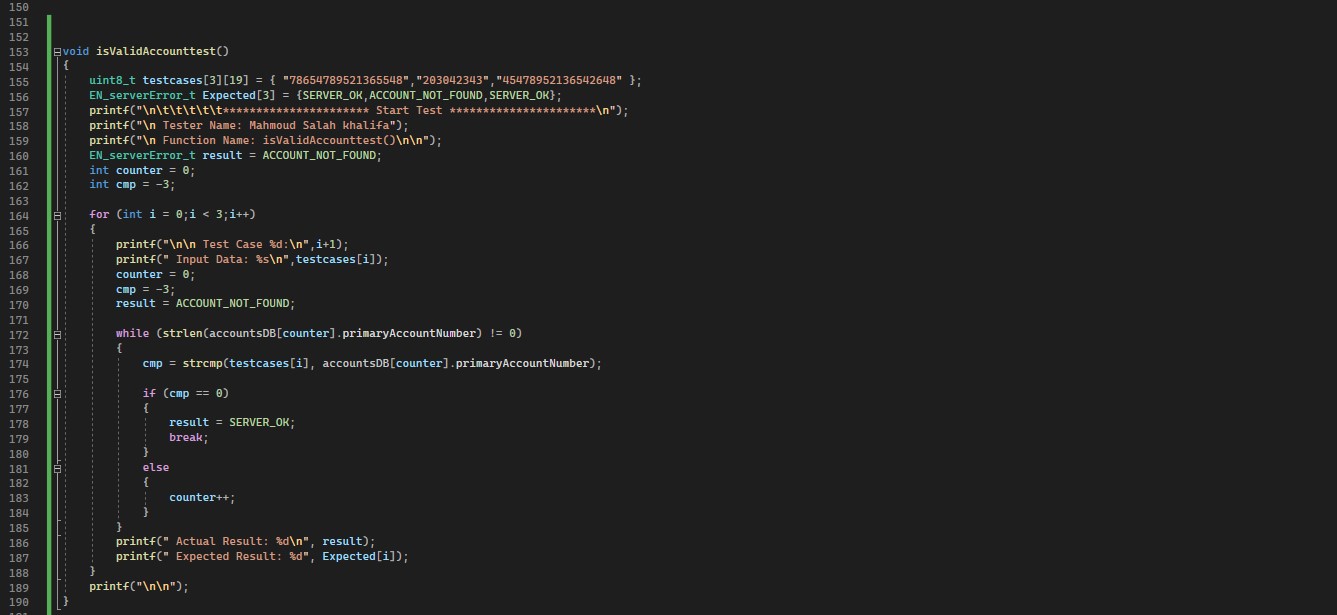 150
151
152
153 void isValidAccounttest()
154 {
155 uint8_t testcases[3][19] = { "78654789521365548","203042343","45478952136542648" };
156 EN_serverError_t Expected[3] = {SERVER_OK,ACCOUNT_NOT_FOUND,SERVER_OK};
157 printf("\n\t\t\t\t\t********************** Start Test **********************\n");
158 printf("\n Tester Name: Mahmoud Salah khalifa");
159 printf("\n Function Name: isValidAccounttest()\n\n");
160 EN_serverError_t result = ACCOUNT_NOT_FOUND;
161 int counter = 0;
162 int cmp = -3;
163
164 for (int i = 0;i < 3;i++)
165 {
166 printf("\n\n Test Case %d:\n",i+1);
167 printf(" Input Data: %s\n",testcases[i]);
168 counter = 0;
169 cmp = -3;
170 result = ACCOUNT_NOT_FOUND;
171
172 while (strlen(accountsDB[counter].primaryAccountNumber) != 0)
173 {
174 cmp = strcmp(testcases[i], accountsDB[counter].primaryAccountNumber);
175
176 if (cmp == 0)
177 {
178 result = SERVER_OK;
179 break;
180 }
181 else
182 {
183 counter++;
184 }
185 }
186 printf(" Actual Result: %d\n", result);
187 printf(" Expected Result: %d", Expected[i]);
188 }
189 printf("\n\n");
190 }